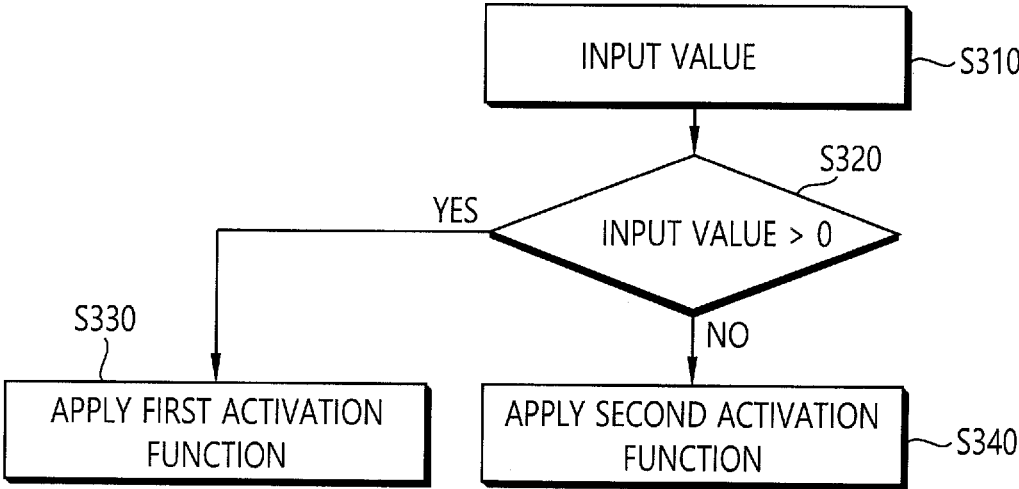 INPUT VALUE
S310
S320
YES
INPUT VALUE > 0
S330
NO
APPLY FIRST ACTIVATION
FUNCTION
APPLY SECOND ACTIVATION
FUNCTION
S340